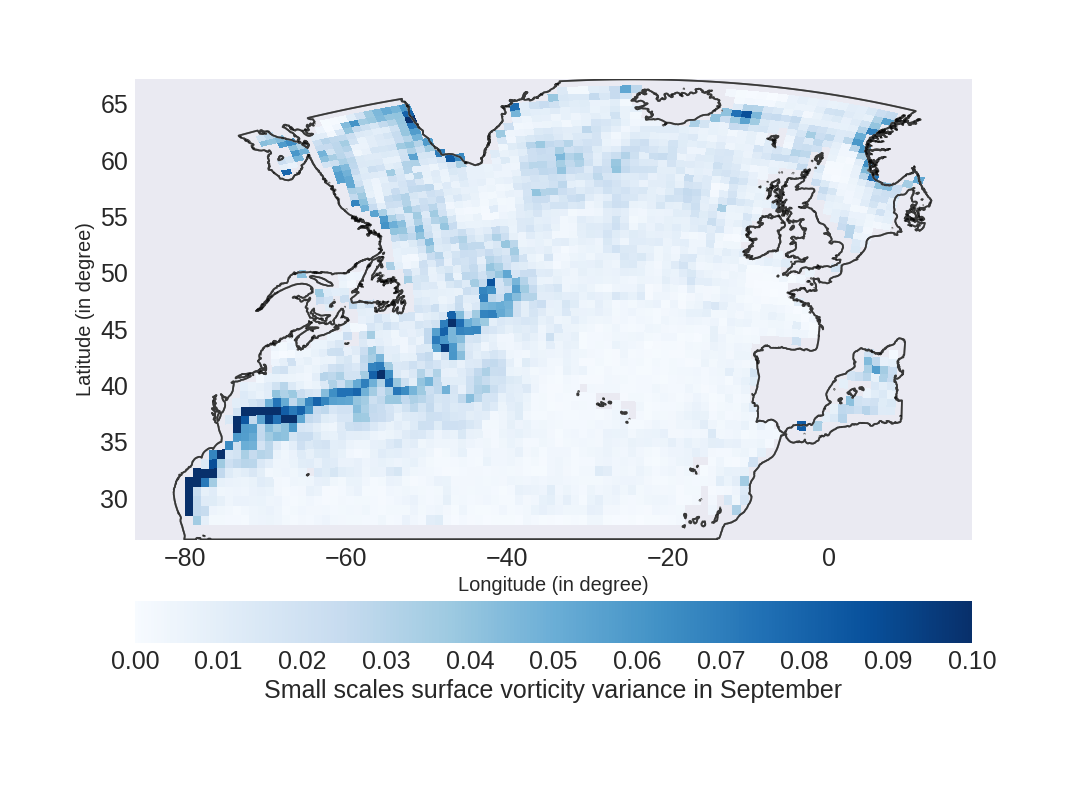 65
60
55
50
45
40
35
30
Latitude (in degree)
−80 −60 −40 −20 0
Longitude (in degree)
0.00 0.01 0.02 0.03 0.04 0.05 0.06 0.07 0.08 0.09 0.10
Small scales surface vorticity variance in September